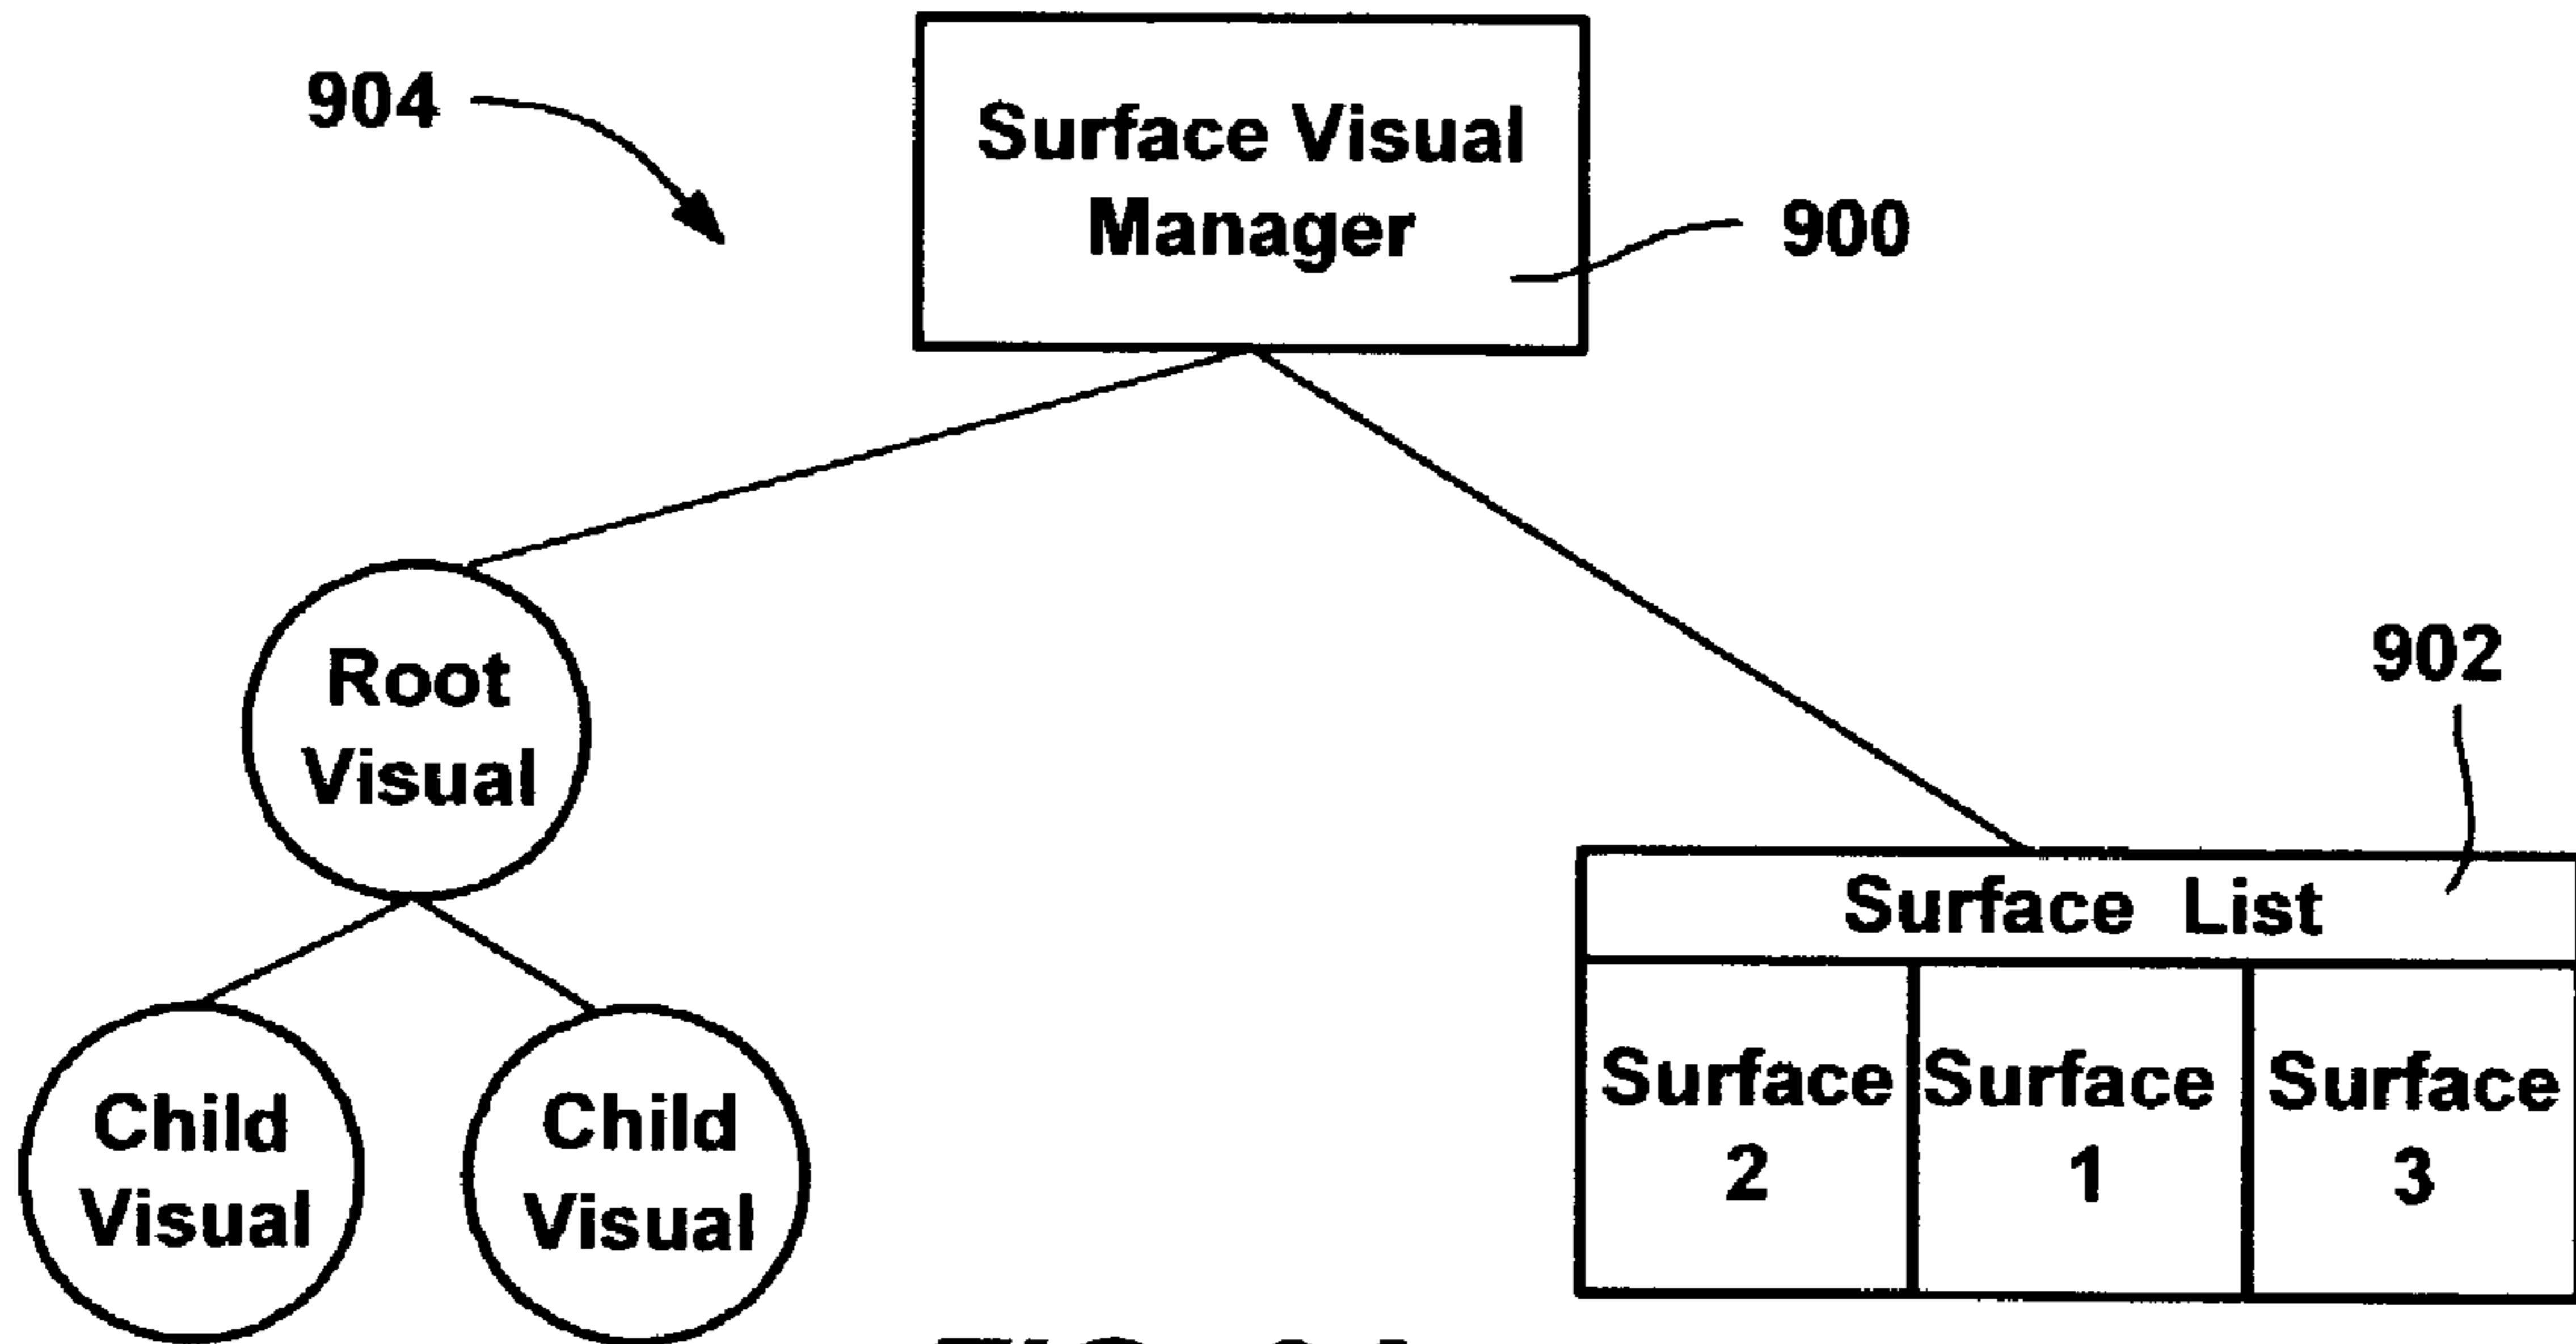 904
Surface Visual
Manager
900
Root
Visual
902
Surface List
Child
Visual
Child
Visual
Surface
2
Surface
1
Surface
3